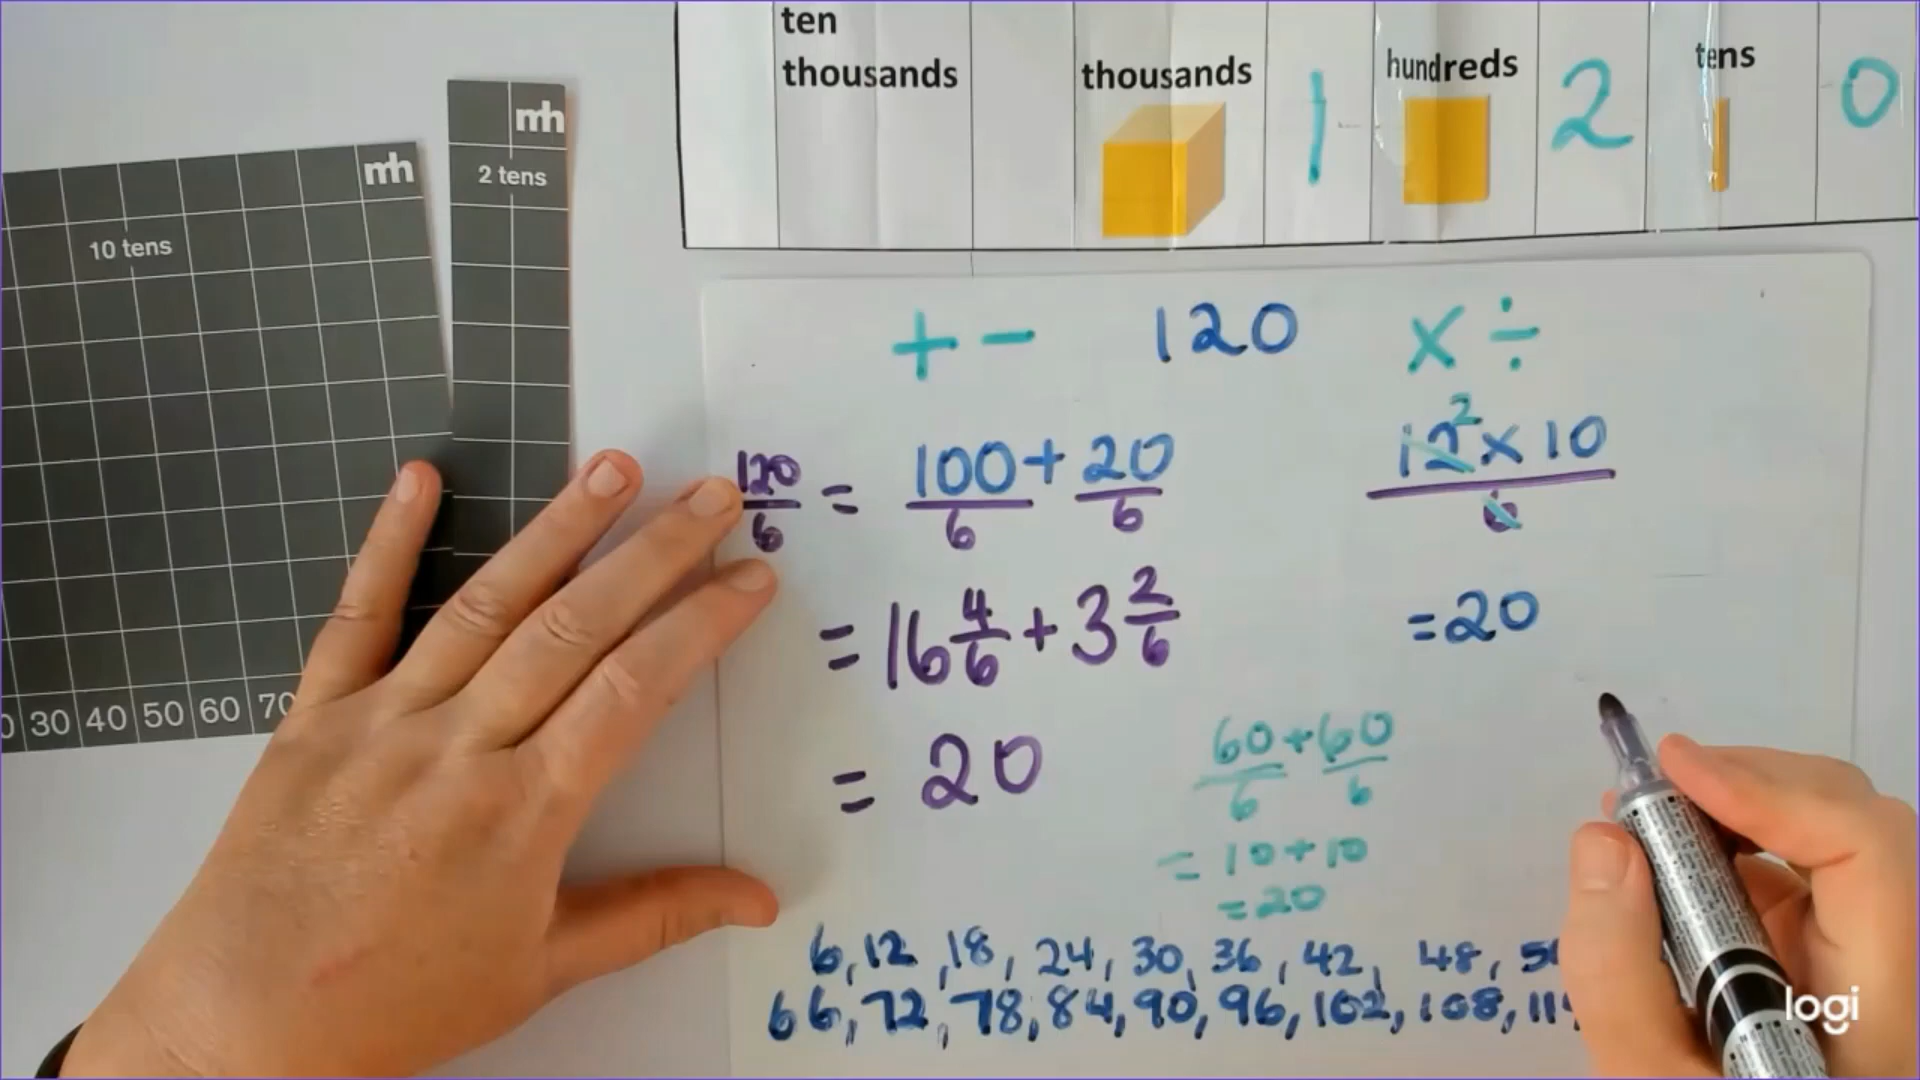 ten
thousands
thousands
1
hundreds
2
tens
0
mh
10 tens
30 40 50 60 70
mh
2 tens
+ - 120 x ÷
120/6 = 100/6 + 20/6
= 16 4/6 + 3 2/6
= 20
12² x 10
6
= 20
60/6 + 60/6
= 10 + 10
= 20
6, 12, 18, 24, 30, 36, 42, 48,
66, 72, 78, 84, 90, 96, 102, 108,
logi